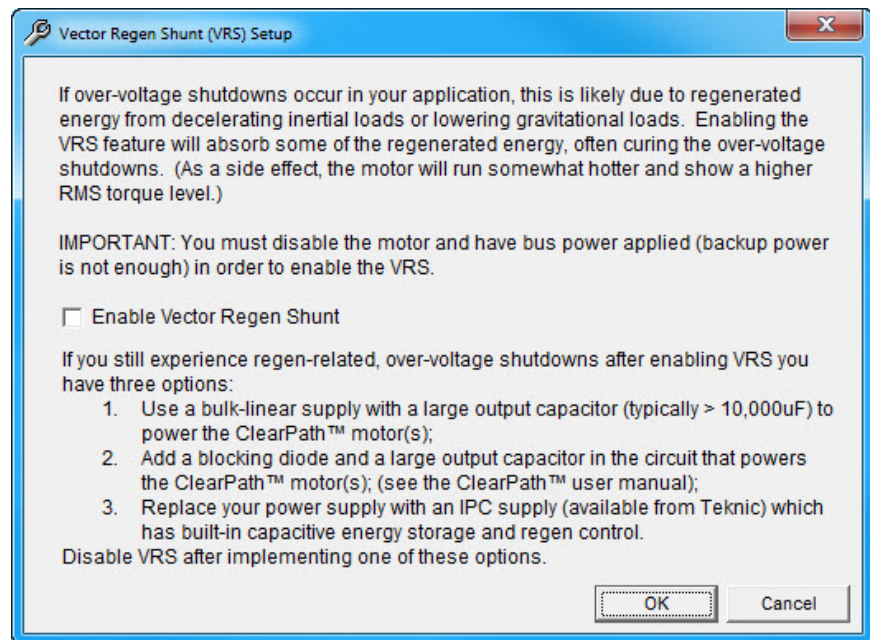 Vector Regen Shunt (VRS) Setup
If over-voltage shutdowns occur in your application, this is likely due to regenerated
energy from decelerating inertial loads or lowering gravitational loads. Enabling the
VRS feature will absorb some of the regenerated energy, often curing the over-voltage
shutdowns. (As a side effect, the motor will run somewhat hotter and show a higher
RMS torque level.)
IMPORTANT: You must disable the motor and have bus power applied (backup power
is not enough) in order to enable the VRS.
Enable Vector Regen Shunt
If you still experience regen-related, over-voltage shutdowns after enabling VRS you
have three options:
1. Use a bulk-linear supply with a large output capacitor (typically > 10,000uF) to
power the ClearPath™ motor(s);
2. Add a blocking diode and a large output capacitor in the circuit that powers
the ClearPath™ motor(s); (see the ClearPath™ user manual);
3. Replace your power supply with an IPC supply (available from Teknic) which
has built-in capacitive energy storage and regen control.
Disable VRS after implementing one of these options.
OK Cancel